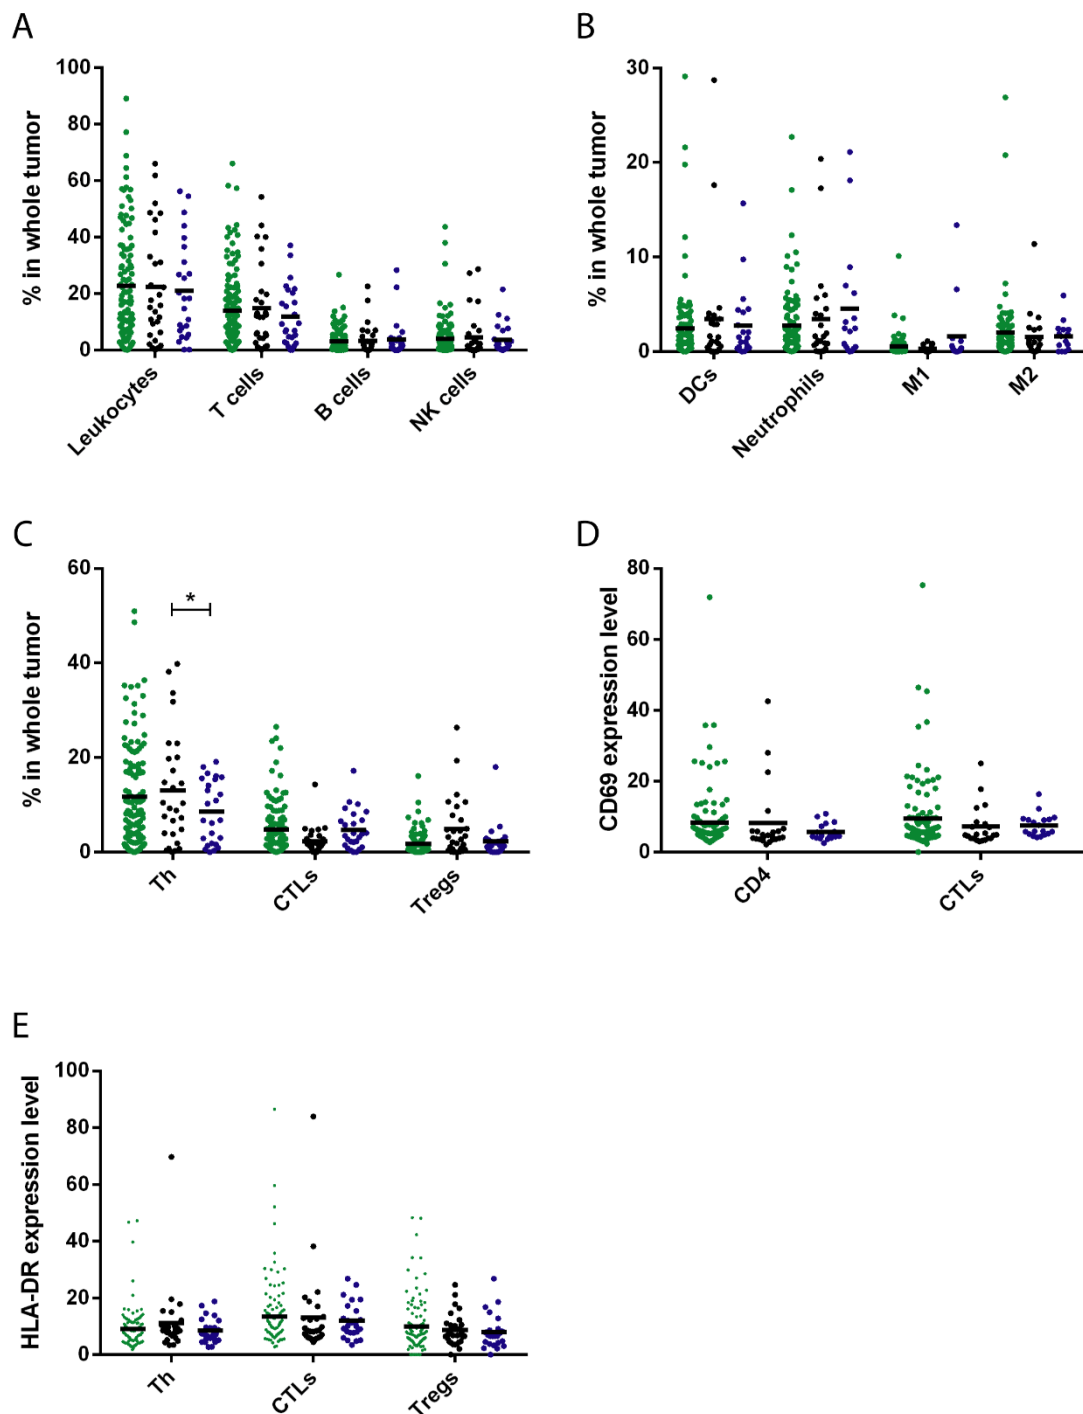 A
% in whole tumor
100
80
60
40
20
0
Leukocytes
T cells
B cells
NK cells
B
% in whole tumor
30
20
10
0
DCs
Neutrophils
M1
M2
C
% in whole tumor
60
40
20
0
*
Th
CTLs
Tregs
D
CD69 expression level
80
60
40
20
0
CD4
CTLs
E
HLA-DR expression level
100
80
60
40
20
0
Th
CTLs
Tregs